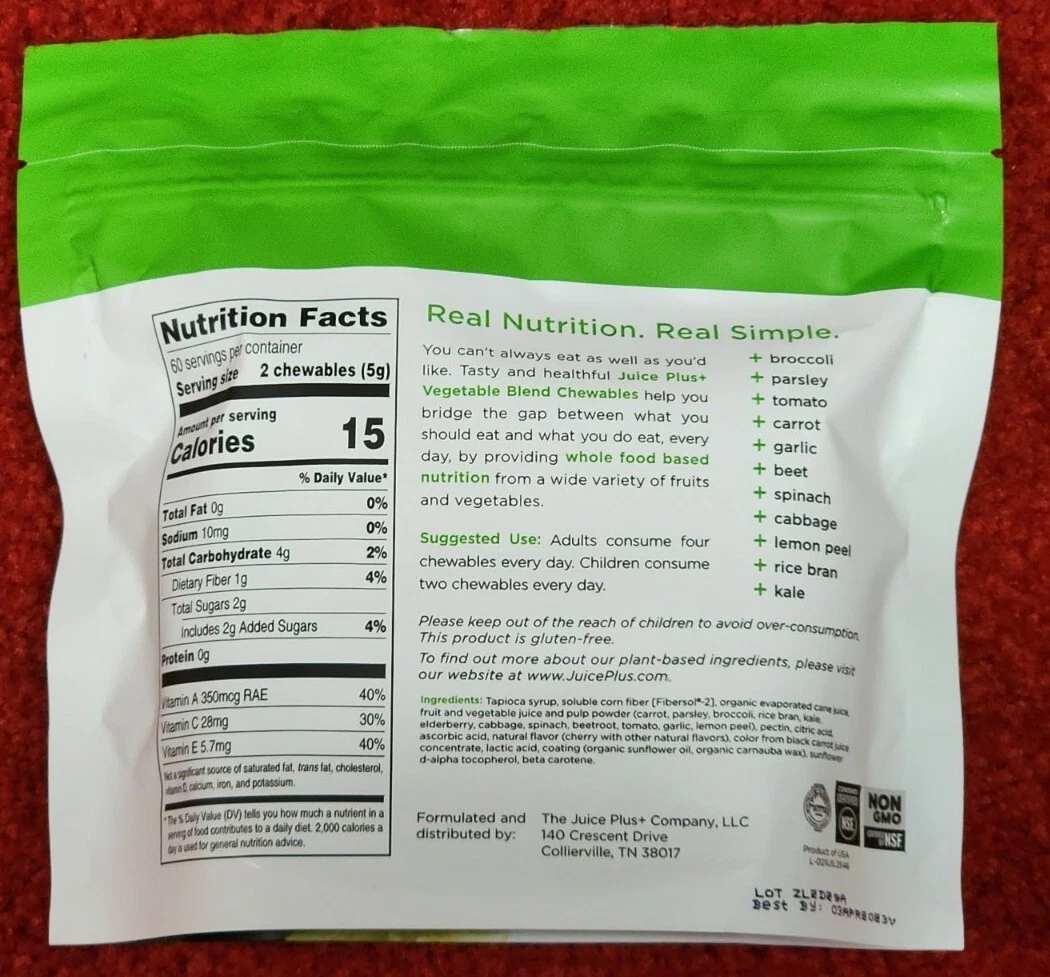 Nutrition Facts
60 servings per container
Serving size 2 chewables (5g)
Amount per serving
Calories 15
% Daily Value*
Total Fat 0g 0%
Sodium 10mg 0%
Total Carbohydrate 4g 2%
Dietary Fiber 1g 4%
Total Sugars 2g
Includes 2g Added Sugars 4%
Protein 0g
Vitamin A 350mcg RAE 40%
Vitamin C 28mg 30%
Vitamin E 5.7mg 40%
Not a significant source of saturated fat, trans fat, cholesterol,
vitamin D, calcium, iron, and potassium.
*The % Daily Value (DV) tells you how much a nutrient in a
serving of food contributes to a daily diet. 2,000 calories a
day is used for general nutrition advice.
Real Nutrition. Real Simple.
You can't always eat as well as you'd
like. Tasty and healthful Juice Plus+
Vegetable Blend Chewables help you
bridge the gap between what you
should eat and what you do eat, every
day, by providing whole food based
nutrition from a wide variety of fruits
and vegetables.
+ broccoli
+ parsley
+ tomato
+ carrot
+ garlic
+ beet
+ spinach
+ cabbage
+ lemon peel
+ rice bran
+ kale
Suggested Use: Adults consume four
chewables every day. Children consume
two chewables every day.
Please keep out of the reach of children to avoid over-consumption.
This product is gluten-free.
To find out more about our plant-based ingredients, please visit
our website at www.JuicePlus.com.
Ingredients: Tapioca syrup, soluble corn fiber [Fibersol®-2], organic evaporated cane juice,
fruit and vegetable juice and pulp powder (carrot, parsley, broccoli, rice bran, kale,
elderberry, cabbage, spinach, beetroot, tomato, garlic, lemon peel), pectin, citric acid,
ascorbic acid, natural flavor (cherry with other natural flavors), color from black carrot juice
concentrate, lactic acid, coating (organic sunflower oil, organic carnauba wax), sunflower
d-alpha tocopherol, beta carotene.
Formulated and distributed by:
The Juice Plus+ Company, LLC
140 Crescent Drive
Collierville, TN 38017
NSF
NON
GMO
NSF
Product of USA
LOT ZL2D29A
Best By: 03APR2023V